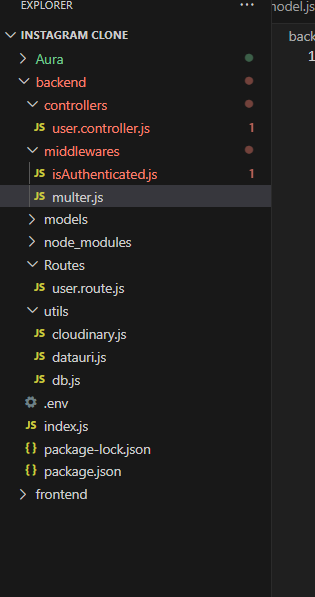 EXPLORER
...
model.js
INSTAGRAM CLONE
back
Aura
1
backend
controllers
JS user.controller.js 1
middlewares
JS isAuthenticated.js 1
JS multer.js
models
node_modules
Routes
JS user.route.js
utils
JS cloudinary.js
JS datauri.js
JS db.js
.env
JS index.js
{} package-lock.json
{} package.json
frontend